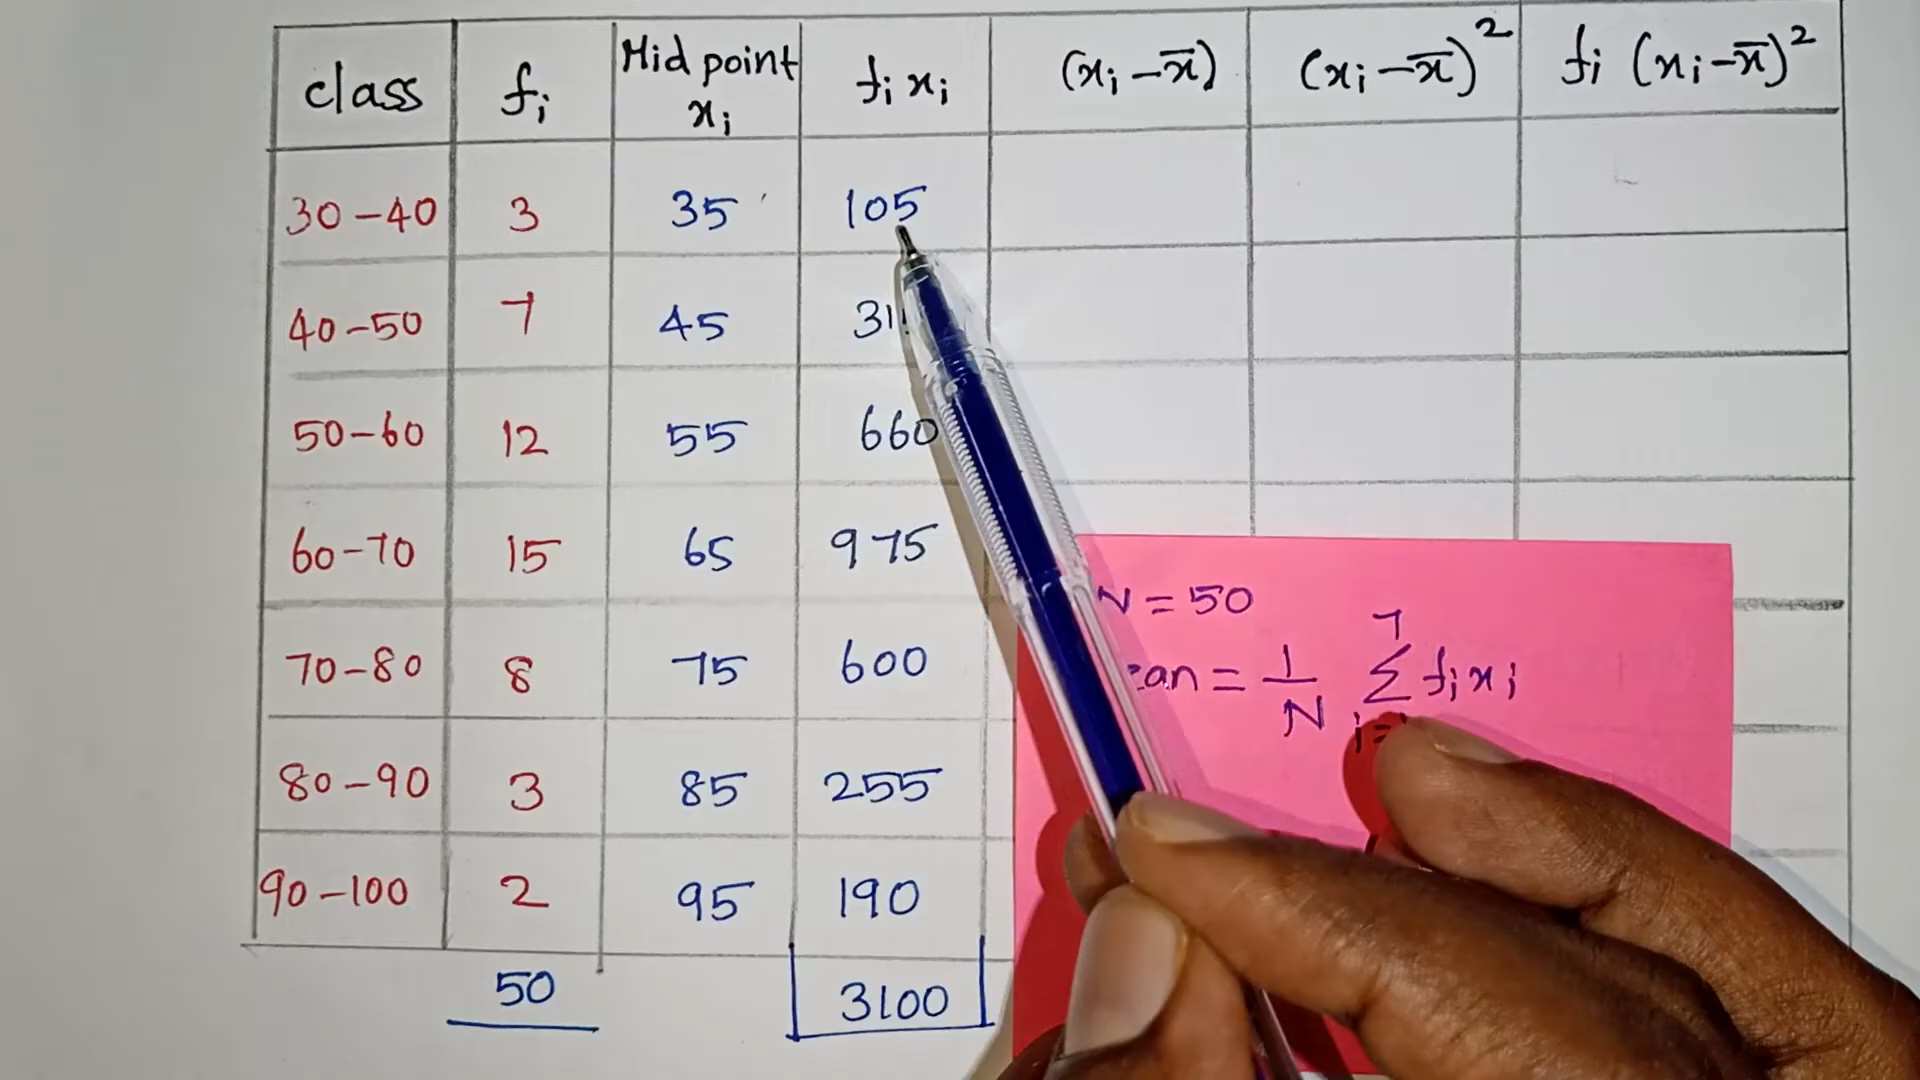 class fᵢ Mid point xᵢ fᵢxᵢ (xᵢ-x̄) (xᵢ-x̄)² fᵢ(xᵢ-x̄)²
30-40 3 35 105
40-50 7 45
50-60 12 55 660
60-70 15 65 975
70-80 8 75 600
80-90 3 85 255
90-100 2 95 190
50 3100
N = 50
= 1/N 7 Σ fᵢxᵢ